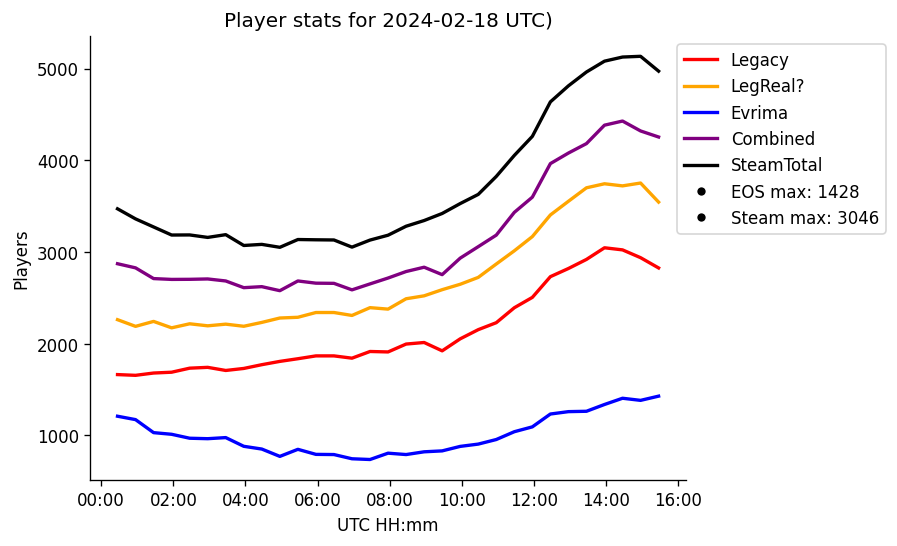 Player stats for 2024-02-18 UTC)
Legacy
LegReal?
Evrima
Combined
SteamTotal
EOS max: 1428
Steam max: 3046
Players
5000
4000
3000
2000
1000
00:00 02:00 04:00 06:00 08:00 10:00 12:00 14:00 16:00
UTC HH:mm